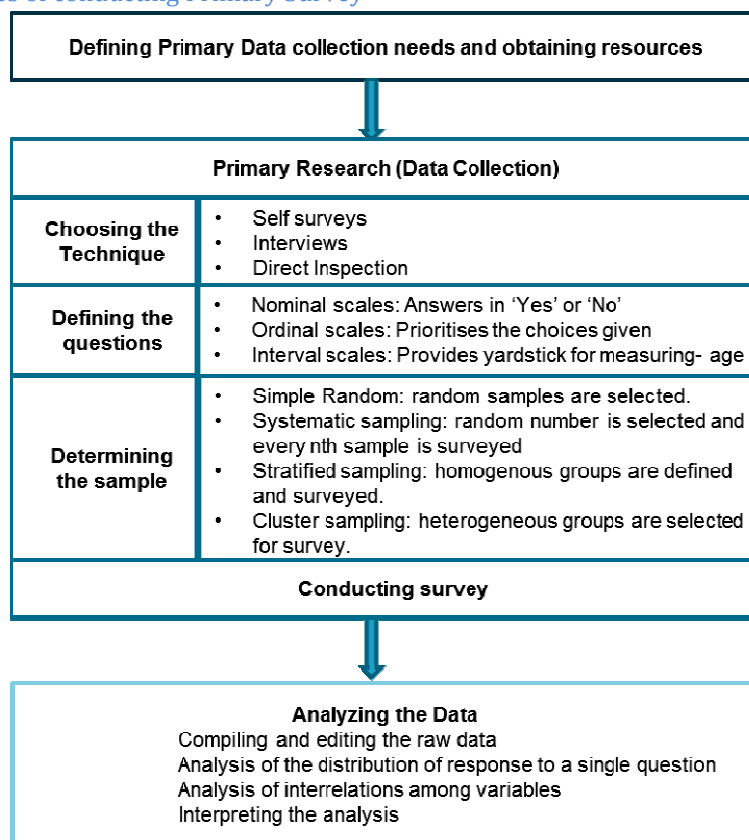 of conducting Primary Survey
Defining Primary Data collection needs and obtaining resources
Primary Research (Data Collection)
Choosing the
Technique
• Self surveys
• Interviews
• Direct Inspection
Defining the
questions
• Nominal scales: Answers in ‘Yes’ or ‘No’
• Ordinal scales: Prioritises the choices given
• Interval scales: Provides yardstick for measuring- age
Determining
the sample
• Simple Random: random samples are selected.
• Systematic sampling: random number is selected and
every nth sample is surveyed
• Stratified sampling: homogenous groups are defined
and surveyed.
• Cluster sampling: heterogeneous groups are selected
for survey.
Conducting survey
Analyzing the Data
Compiling and editing the raw data
Analysis of the distribution of response to a single question
Analysis of interrelations among variables
Interpreting the analysis